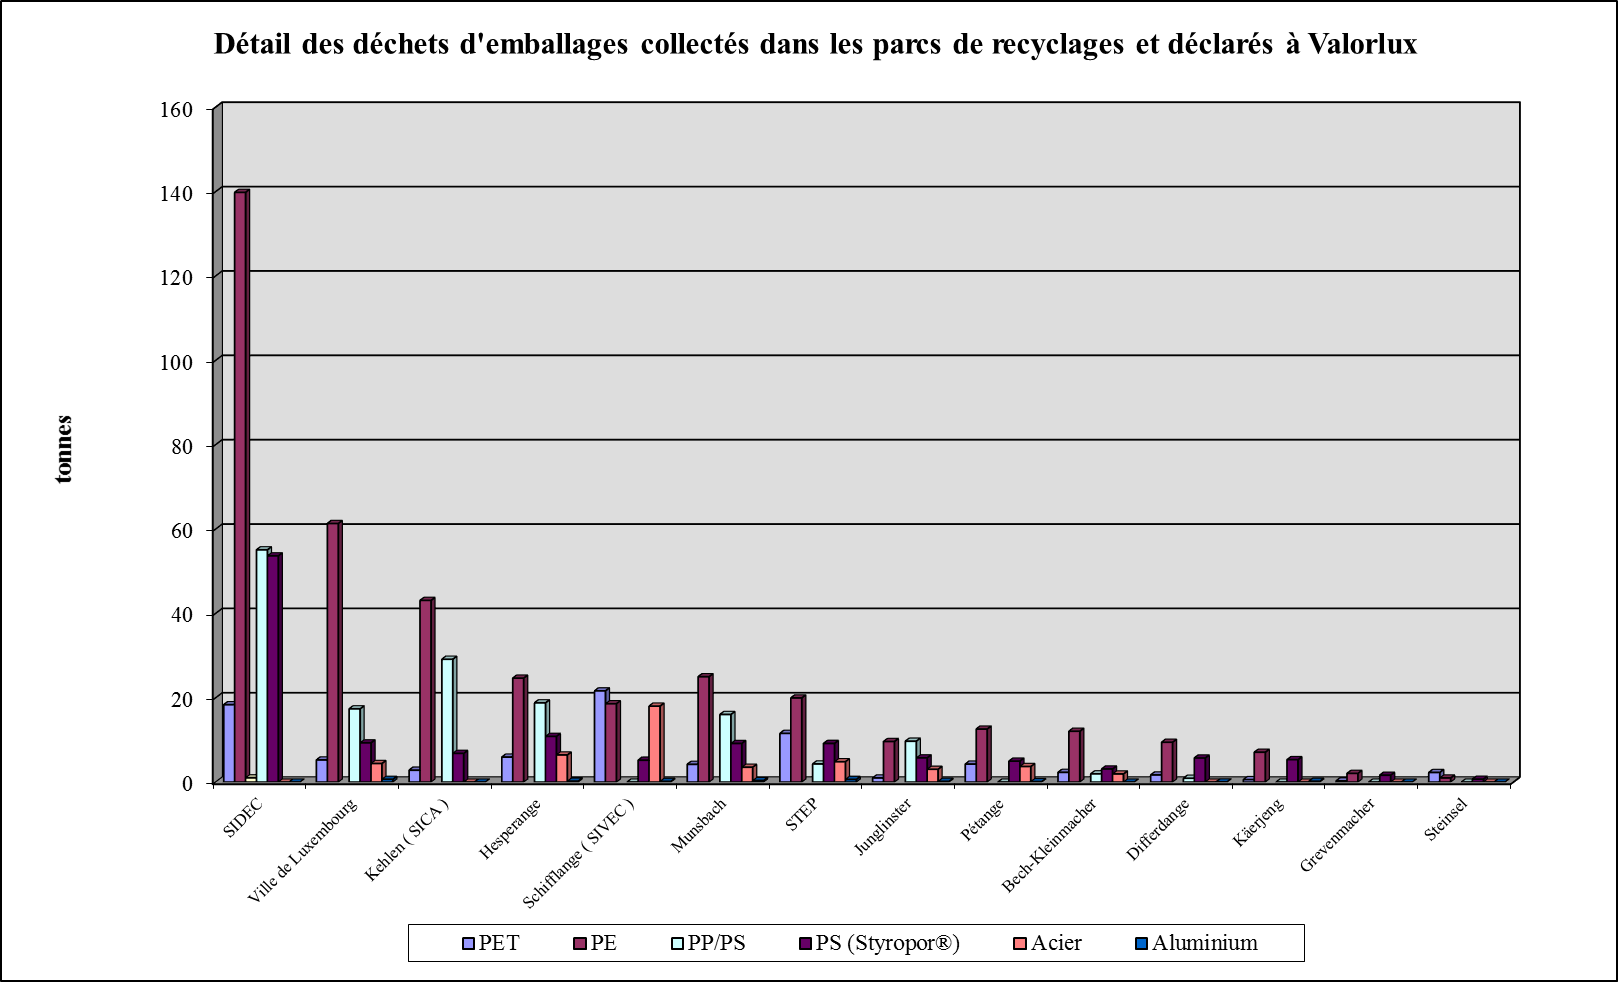 Détail des déchets d'emballages collectés dans les parcs de recyclages et déclarés à Valorlux
160
140
120
100
80
60
40
20
0
tonnes
SIDEC
Ville de Luxembourg
Kehlen ( SICA )
Hesperange
Schifflange ( SIVEC )
Munsbach
STEP
Junglinster
Pétange
Bech-Kleinmacher
Differdange
Käerjeng
Grevenmacher
Steinsel
PET PE PP/PS PS (Styropor®) Acier Aluminium